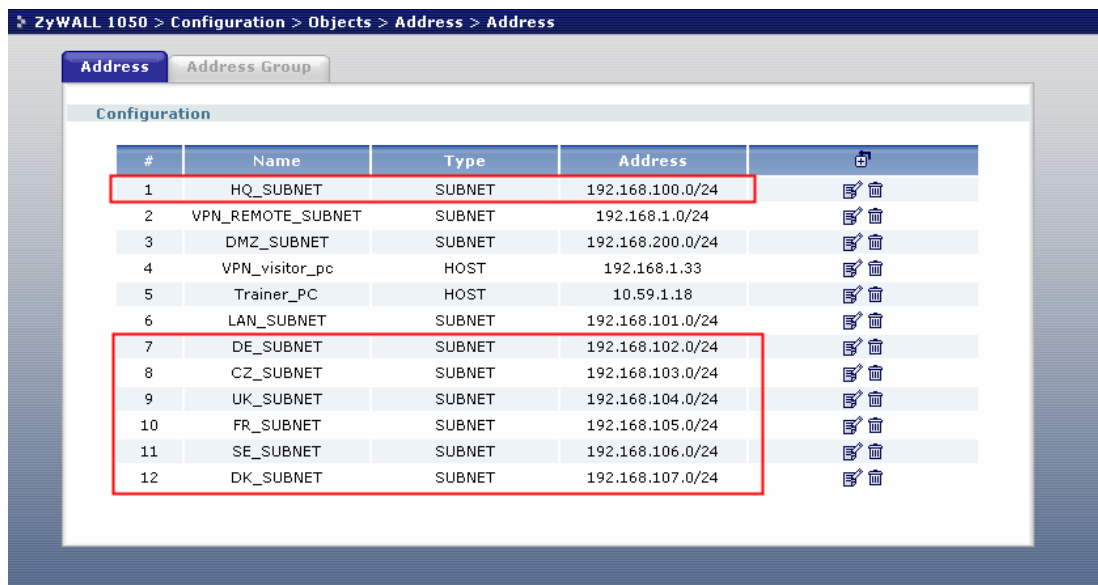 ZyWALL 1050 > Configuration > Objects > Address > Address
Address Address Group
Configuration
# Name Type Address
1 HQ_SUBNET SUBNET 192.168.100.0/24
2 VPN_REMOTE_SUBNET SUBNET 192.168.1.0/24
3 DMZ_SUBNET SUBNET 192.168.200.0/24
4 VPN_visitor_pc HOST 192.168.1.33
5 Trainer_PC HOST 10.59.1.18
6 LAN_SUBNET SUBNET 192.168.101.0/24
7 DE_SUBNET SUBNET 192.168.102.0/24
8 CZ_SUBNET SUBNET 192.168.103.0/24
9 UK_SUBNET SUBNET 192.168.104.0/24
10 FR_SUBNET SUBNET 192.168.105.0/24
11 SE_SUBNET SUBNET 192.168.106.0/24
12 DK_SUBNET SUBNET 192.168.107.0/24